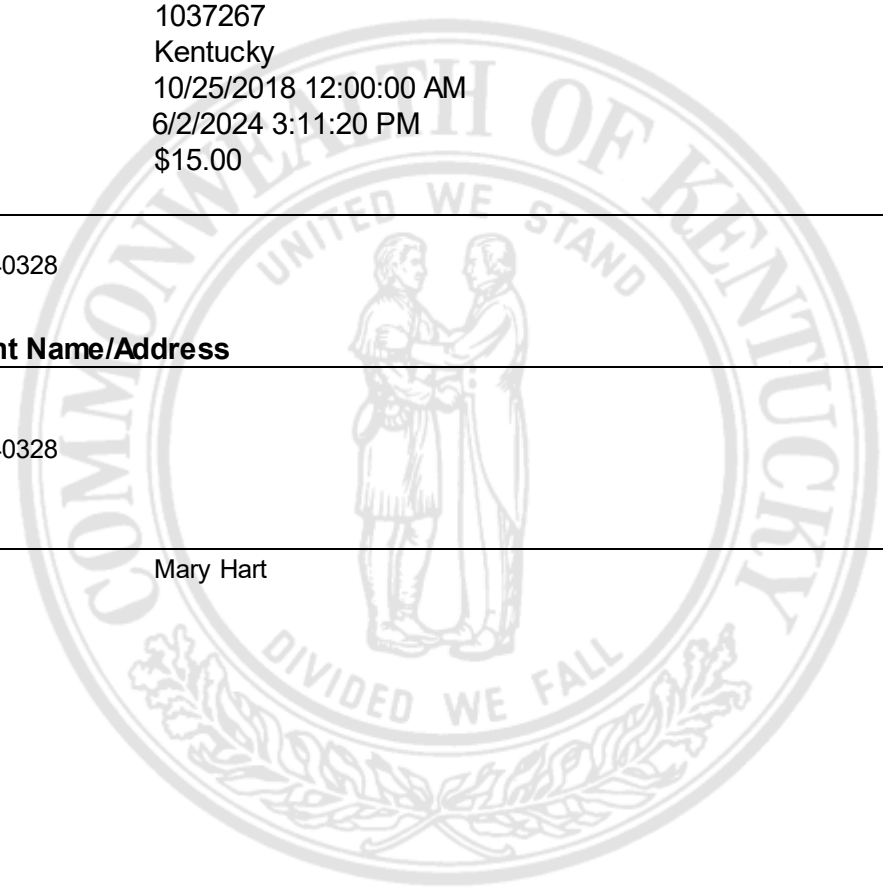 1037267
Kentucky
10/25/2018 12:00:00 AM
6/2/2024 3:11:20 PM
$15.00
0328
nt Name/Address
0328
Mary Hart
COMMONWEALTH OF KENTUCKY
UNITED WE STAND
DIVIDED WE FALL